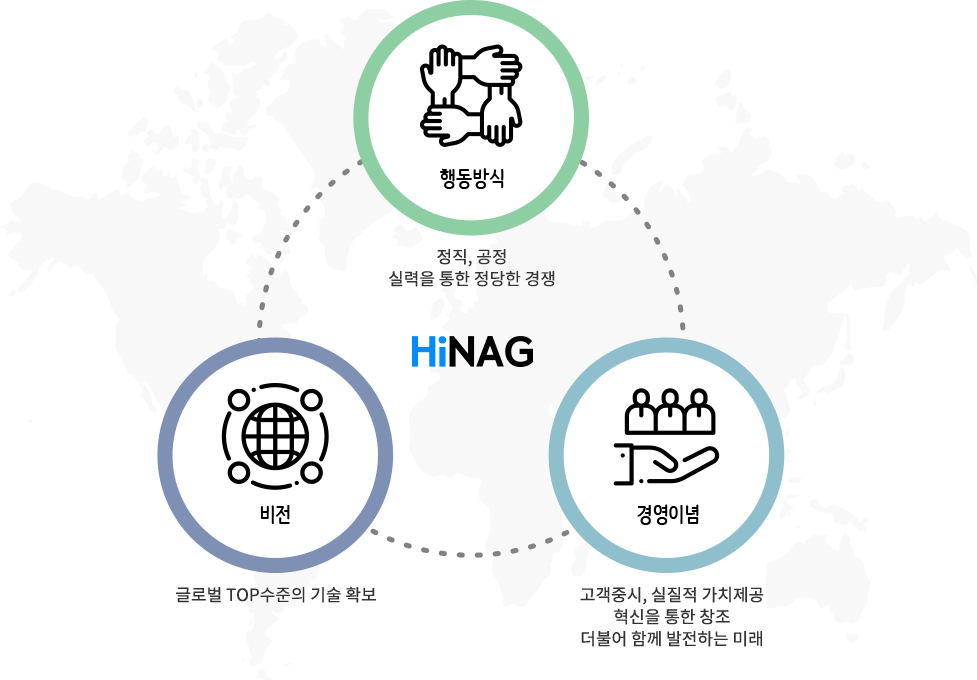 행동방식
정직, 공정
실력을 통한 정당한 경쟁
HiNAG
비전
글로벌 TOP수준의 기술 확보
경영이념
고객중시, 실질적 가치제공
혁신을 통한 창조
더불어 함께 발전하는 미래